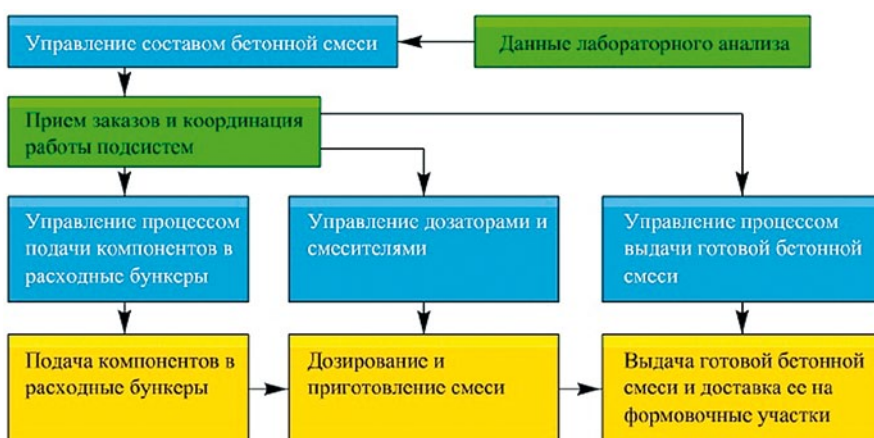 Управление составом бетонной смеси
Данные лабораторного анализа
Прием заказов и координация
работы подсистем
Управление процессом
подачи компонентов в
расходные бункеры
Управление дозаторами и
смесителями
Управление процессом
выдачи готовой бетонной
смеси
Подача компонентов в
расходные бункеры
Дозирование и
приготовление смеси
Выдача готовой бетонной
смеси и доставка ее на
формовочные участки